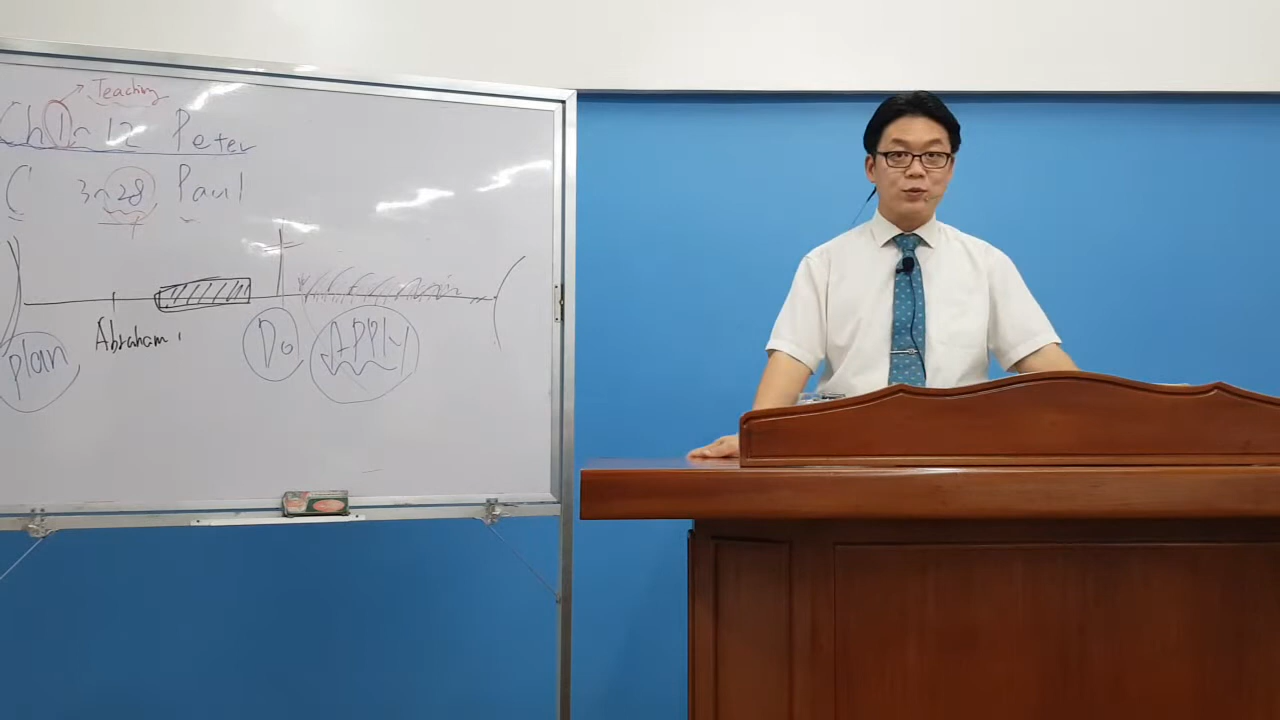 Teaching
Ch 1~12 Peter
C 3~28 Paul
Abraham
plan Do APPly